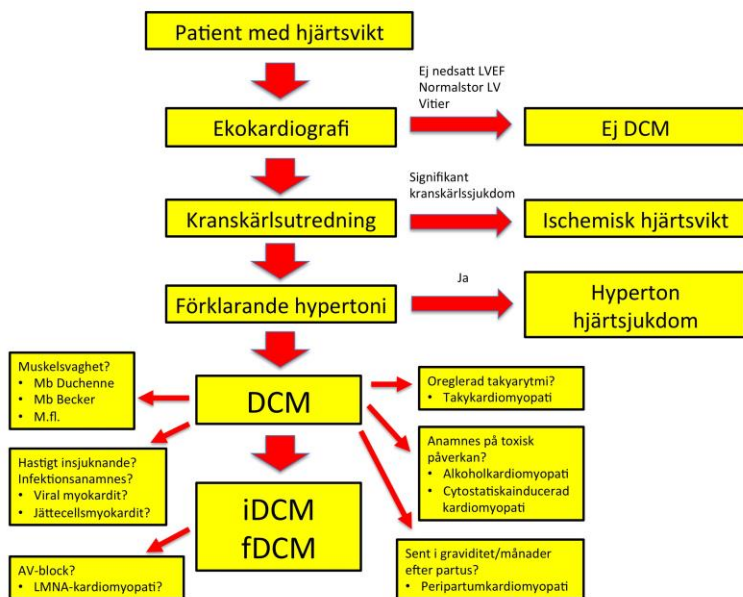 Patient med hjärtsvikt
Ej nedsatt LVEF
Normalstor LV
Vitier
Ekokardiografi
Ej DCM
Signifikant
kranskärlssjukdom
Kranskärlsutredning
Ischemisk hjärtsvikt
Ja
Förklarande hypertoni
Hyperton
hjärtsjukdom
Muskelsvaghet?
• Mb Duchenne
• Mb Becker
• M.fl.
DCM
Oreglerad takyarytmi?
• Takykardiomyopati
Hastigt insjuknande?
Infektionsanamnes?
• Viral myokardit?
• Jättecellsmyokardit?
Anamnes på toxisk
påverkan?
• Alkoholkardiomyopati
• Cytostatiskainducerad
kardiomyopati
iDCM
fDCM
AV-block?
• LMNA-kardiomyopati?
Sent i graviditet/månader
efter partus?
• Peripartumkardiomyopati